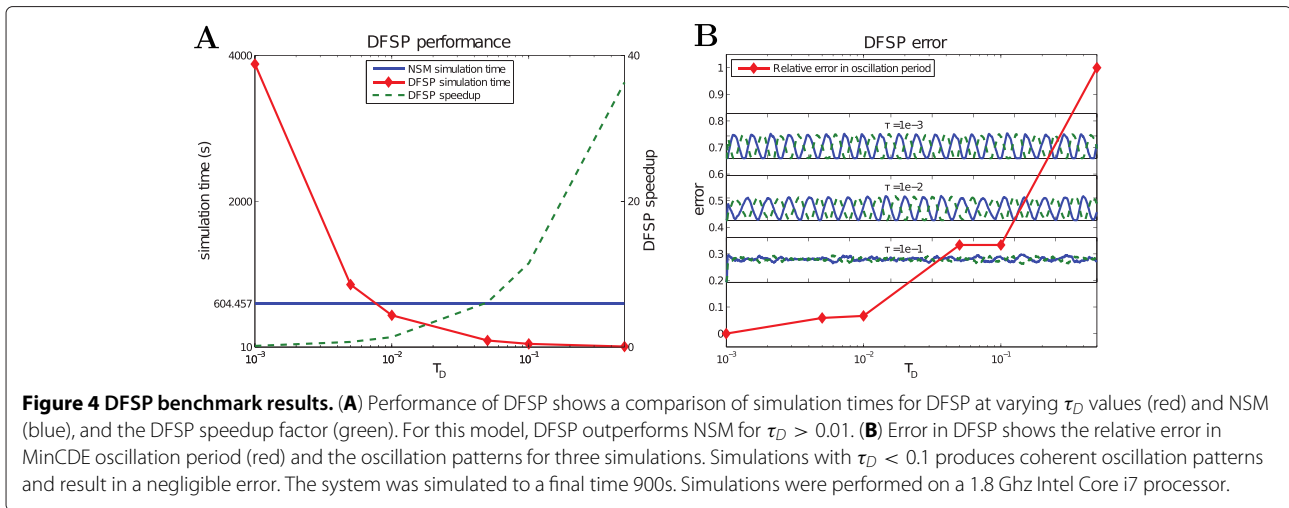 A
DFSP performance
4000
2000
604.457
10
simulation time (s)
NSM simulation time
DFSP simulation time
DFSP speedup
40
20
0
DFSP speedup
10⁻³
10⁻²
10⁻¹
T_D
B
DFSP error
Relative error in oscillation period
1
0.9
0.8
0.7
0.6
0.5
0.4
0.3
0.2
0.1
0
error
τ=1e−3
τ=1e−2
τ=1e−1
10⁻³
10⁻²
10⁻¹
T_D
Figure 4 DFSP benchmark results. (A) Performance of DFSP shows a comparison of simulation times for DFSP at varying τ_D values (red) and NSM
(blue), and the DFSP speedup factor (green). For this model, DFSP outperforms NSM for τ_D > 0.01. (B) Error in DFSP shows the relative error in
MinCDE oscillation period (red) and the oscillation patterns for three simulations. Simulations with τ_D < 0.1 produces coherent oscillation patterns
and result in a negligible error. The system was simulated to a final time 900s. Simulations were performed on a 1.8 Ghz Intel Core i7 processor.